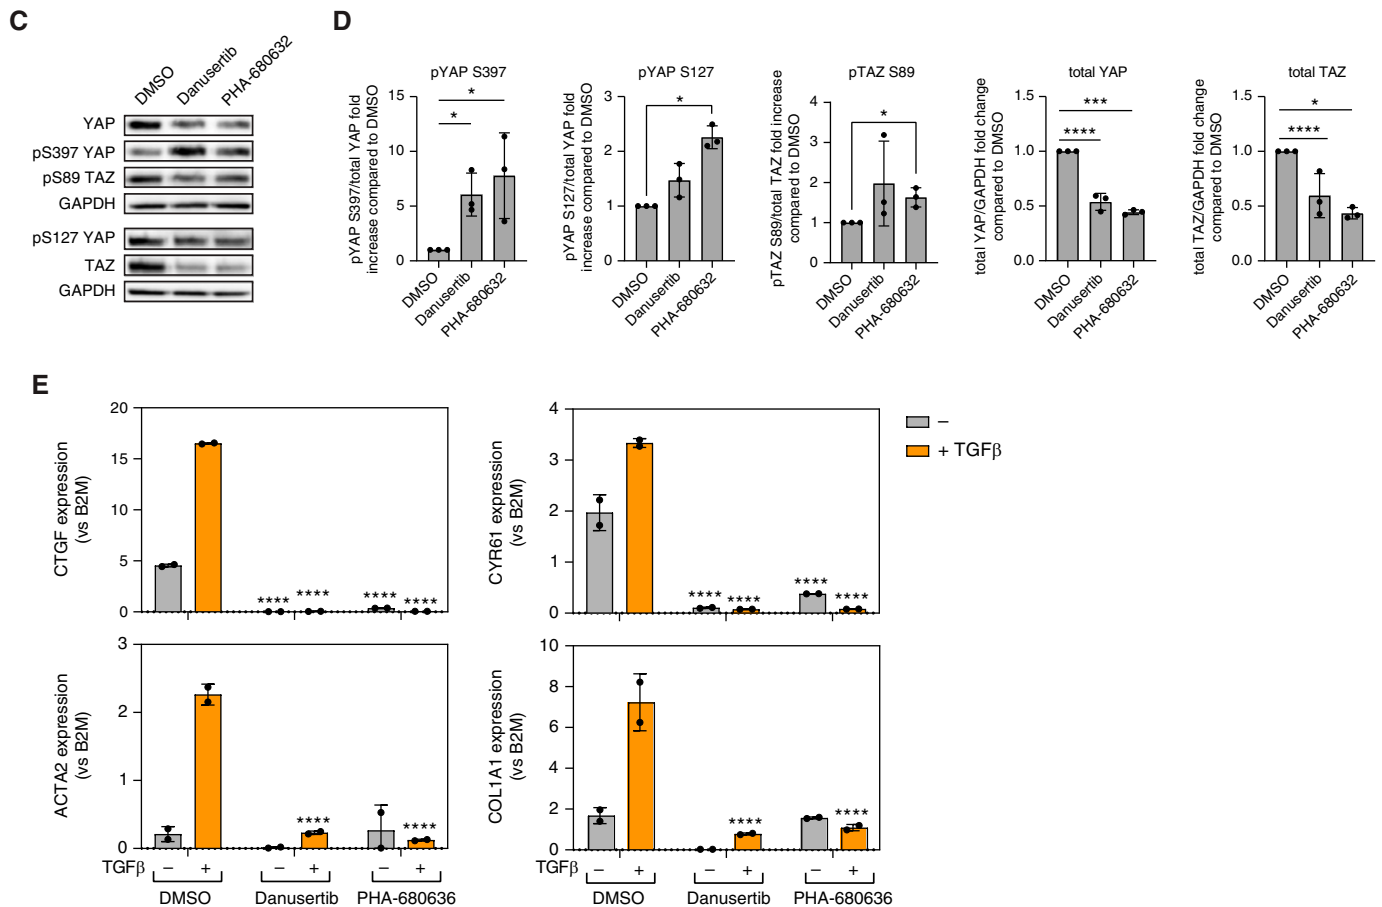 C
DMSO
Danusertib
PHA-680632
YAP
pS397 YAP
pS89 TAZ
GAPDH
pS127 YAP
TAZ
GAPDH
D
pYAP S397
pYAP S397/total YAP fold
increase compared to DMSO
15
10
5
0
*
*
DMSO
Danusertib
PHA-680632
pYAP S127
pYAP S127/total YAP fold
increase compared to DMSO
3
2
1
0
*
DMSO
Danusertib
PHA-680632
pTAZ S89
pTAZ S89/total TAZ fold increase
compared to DMSO
4
3
2
1
0
*
DMSO
Danusertib
PHA-680632
total YAP
total YAP/GAPDH fold change
compared to DMSO
1.5
1.0
0.5
0.0
***
****
DMSO
Danusertib
PHA-680632
total TAZ
total TAZ/GAPDH fold change
compared to DMSO
1.5
1.0
0.5
0.0
*
****
DMSO
Danusertib
PHA-680632
E
CTGF expression
(vs B2M)
20
15
10
5
0
**** **** **** ****
CYR61 expression
(vs B2M)
4
3
2
1
0
**** **** **** ****
–
+ TGFβ
ACTA2 expression
(vs B2M)
3
2
1
0
**** ****
TGFβ – + – + – +
DMSO Danusertib PHA-680636
COL1A1 expression
(vs B2M)
10
8
6
4
2
0
**** ****
TGFβ – + – + – +
DMSO Danusertib PHA-680636